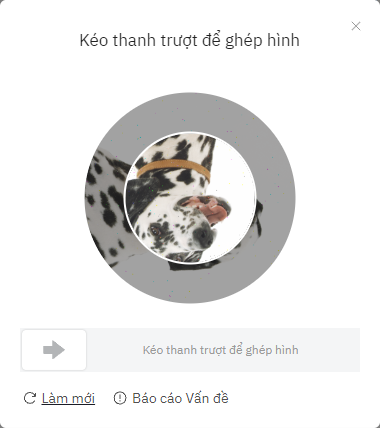 Kéo thanh trượt để ghép hình
Kéo thanh trượt để ghép hình
Làm mới
Báo cáo Vấn đề